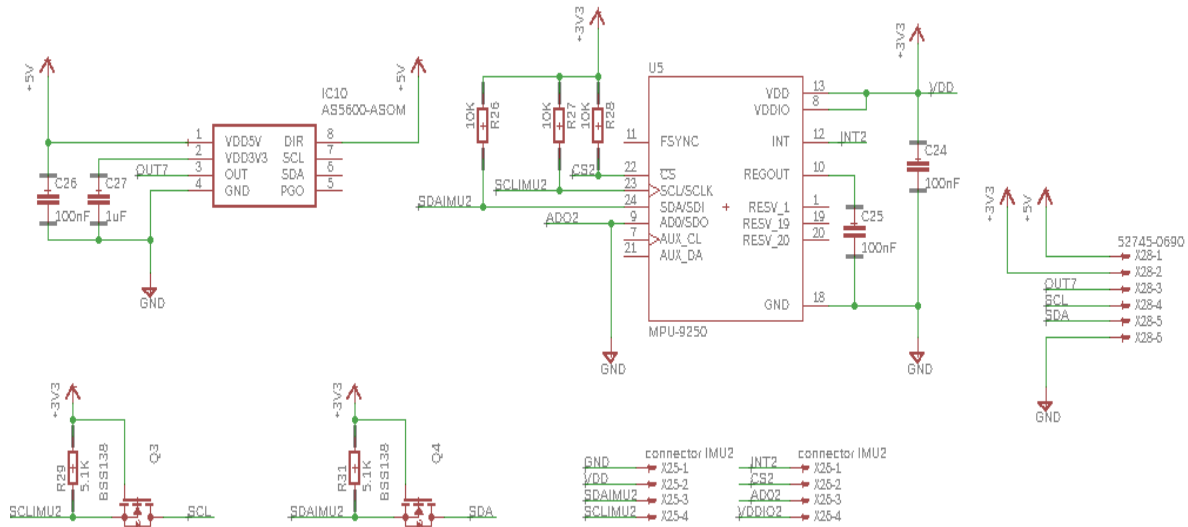 +5V
+5V
IC10
AS5600-ASOM
1 VDD5V DIR 8
2 VDD3V3 SCL 7
3 OUT SDA 6
4 GND PGO 5
OUT7
C26
100nF
C27
1uF
GND
+3V3
10K
R26
10K
R27
10K
R28
CS2
SCLIMU2
SDAIMU2
ADO2
GND
U5
11 FSYNC
22 CS
23 SCL/SCLK
24 SDA/SDI
9 AD0/SDO
7 AUX_CL
21 AUX_DA
VDD 13
VDDIO 8
INT 12
REGOUT 10
RESV_1 1
RESV_19 19
RESV_20 20
GND 18
MPU-9250
INT2
+3V3
VDD
C24
100nF
C25
100nF
GND
+3V3
+5V
52745-0690
X28-1
X28-2
OUT7 X28-3
SCL X28-4
SDA X28-5
X28-6
GND
+3V3
R29
5.1K
BSS138
Q3
SCLIMU2
SCL
+3V3
R31
5.1K
BSS138
Q4
SDAIMU2
SDA
connector IMU2
GND X25-1
VDD X25-2
SDAIMU2 X25-3
SCLIMU2 X25-4
connector IMU2
INT2 X26-1
CS2 X26-2
ADO2 X26-3
VDDIO2 X26-4